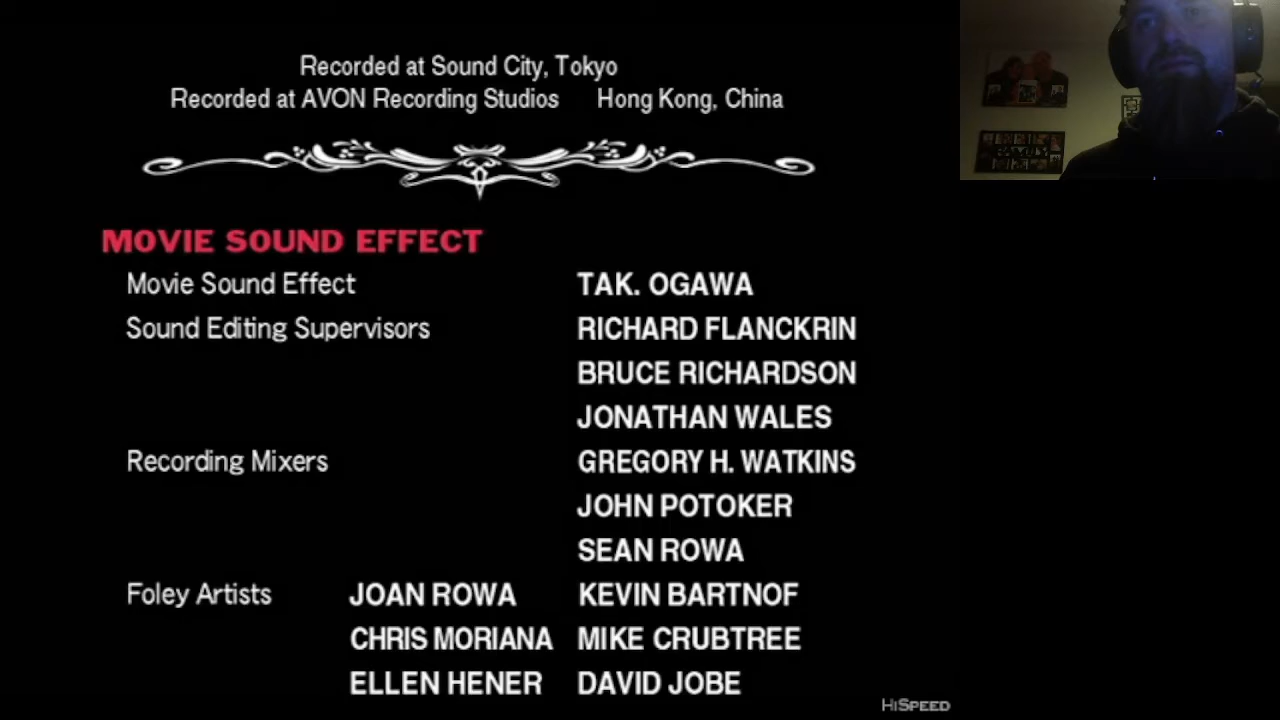 Recorded at Sound City, Tokyo
Recorded at AVON Recording Studios Hong Kong, China
MOVIE SOUND EFFECT
Movie Sound Effect TAK. OGAWA
Sound Editing Supervisors RICHARD FLANCKRIN
BRUCE RICHARDSON
JONATHAN WALES
Recording Mixers GREGORY H. WATKINS
JOHN POTOKER
SEAN ROWA
Foley Artists JOAN ROWA KEVIN BARTNOF
CHRIS MORIANA MIKE CRUBTREE
ELLEN HENER DAVID JOBE
HISPEED